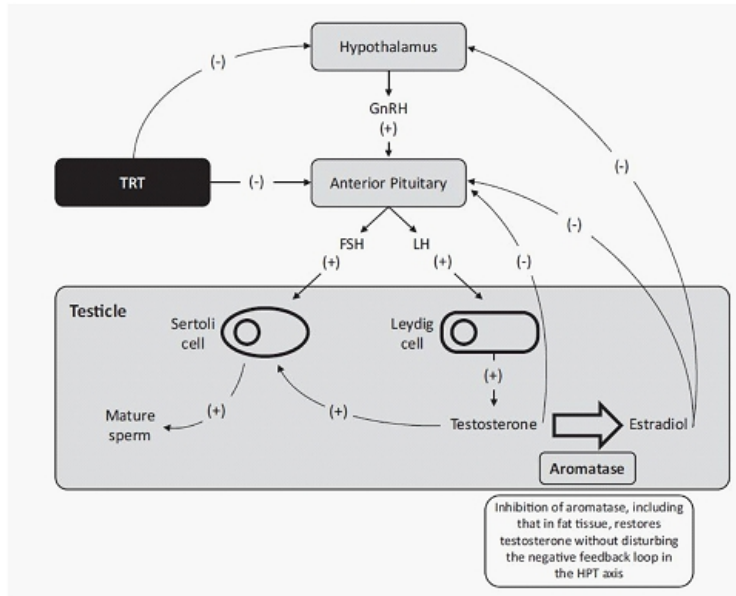 Hypothalamus
(-)
GnRH
(+)
(-)
TRT
(-)
Anterior Pituitary
(-)
FSH
LH
(+)
(+)
(-)
Testicle
Sertoli
cell
Leydig
cell
(+)
Mature
sperm
(+)
(+)
Testosterone
Estradiol
Aromatase
Inhibition of aromatase, including
that in fat tissue, restores
testosterone without disturbing
the negative feedback loop in
the HPT axis